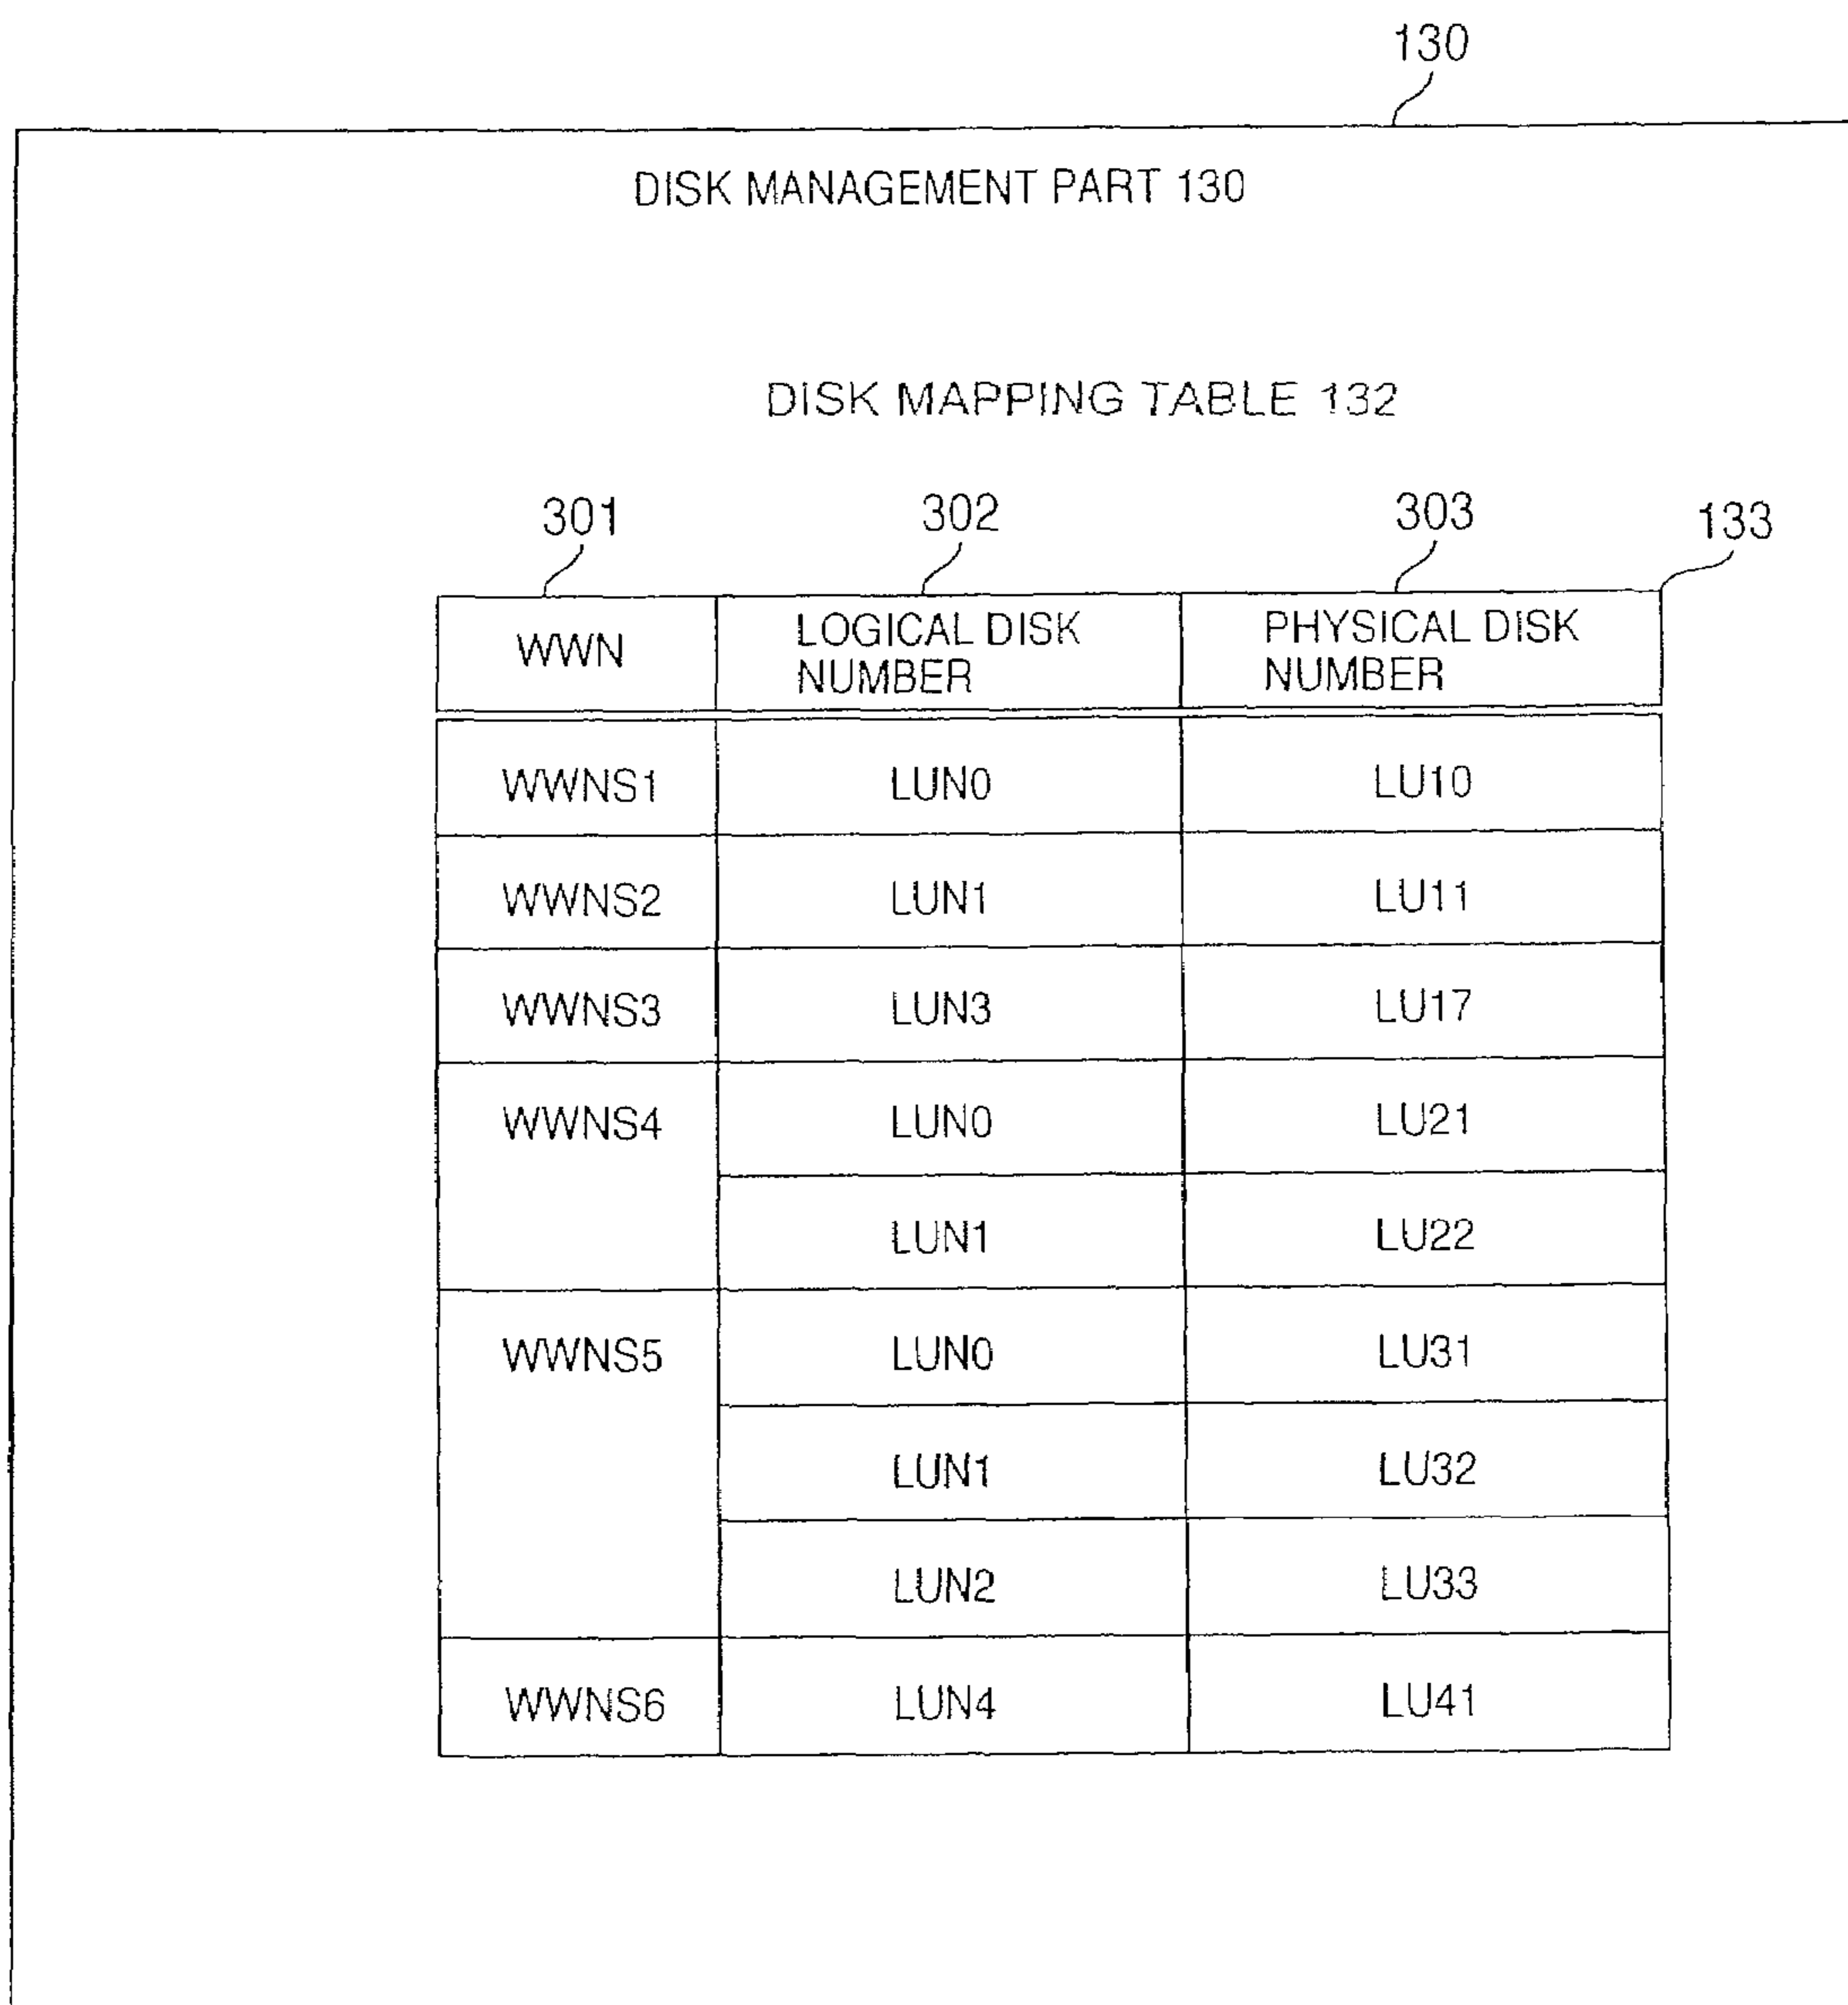 130
DISK MANAGEMENT PART 130
DISK MAPPING TABLE 132
301 302 303 133
WWN LOGICAL DISK NUMBER PHYSICAL DISK NUMBER
WWNS1 LUN0 LU10
WWNS2 LUN1 LU11
WWNS3 LUN3 LU17
WWNS4 LUN0 LU21
LUN1 LU22
WWNS5 LUN0 LU31
LUN1 LU32
LUN2 LU33
WWNS6 LUN4 LU41